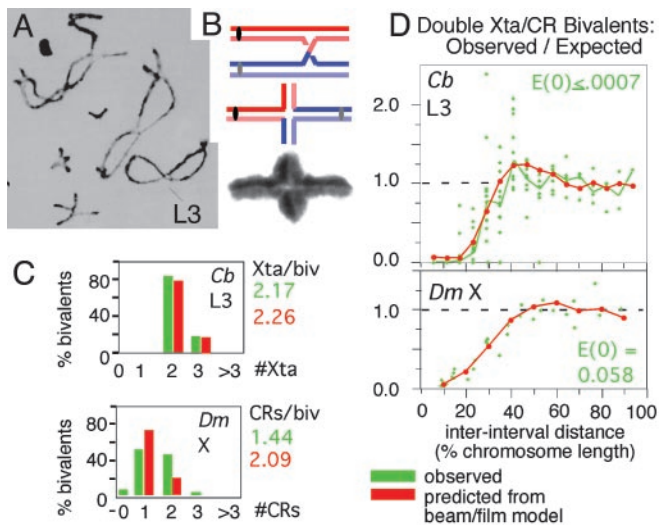 A
L3
B
C
% bivalents
80
40
0
Cb
L3
0 1 2 3 >3
#Xta
Xta/biv
2.17
2.26
% bivalents
80
40
0
Dm
X
0 1 2 3 >3
#CRs
CRs/biv
1.44
2.09
D Double Xta/CR Bivalents:
Observed / Expected
Cb
L3
E(0)≤.0007
2.0
1.0
0.0
Dm X
E(0) =
0.058
1.0
0.0
0 20 40 60 80 100
inter-interval distance
(% chromosome length)
observed
predicted from
beam/film model